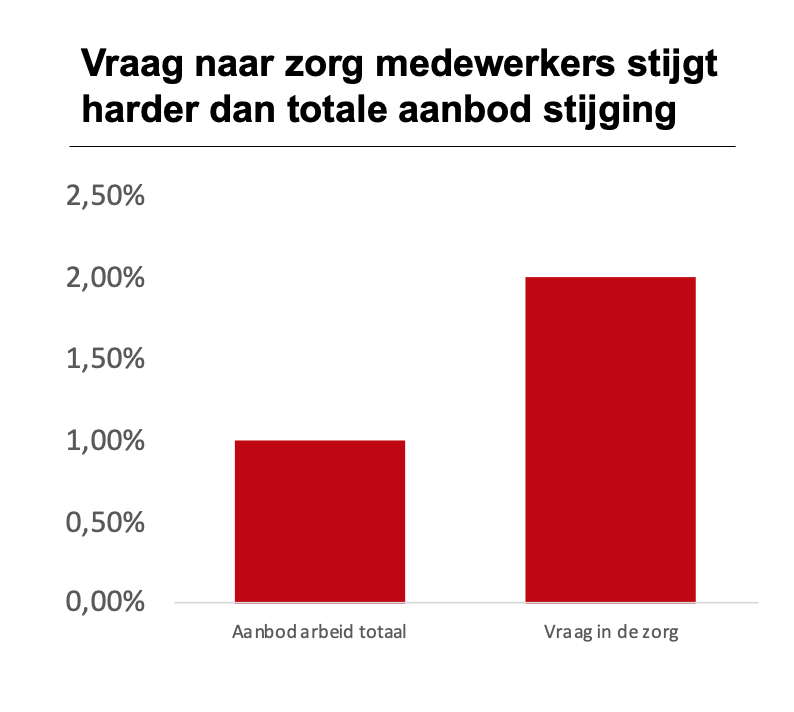 Vraag naar zorg medewerkers stijgt
harder dan totale aanbod stijging
2,50%
2,00%
1,50%
1,00%
0,50%
0,00%
Aanbod arbeid totaal
Vraag in de zorg